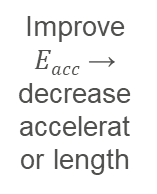 Improve
E_acc →
decrease
accelerat
or length